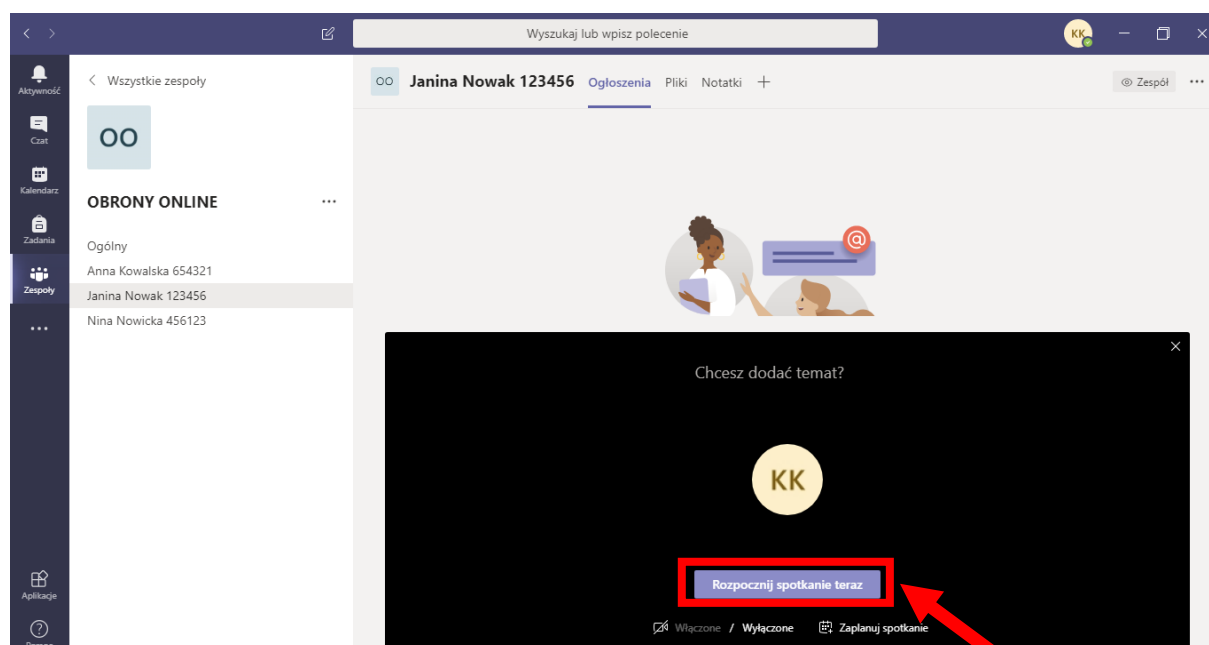 Wyszukaj lub wpisz polecenie
KK
Aktywność
Czat
Kalendarz
Zadania
Zespoły
Aplikacje
Pomoc
Wszystkie zespoły
OO
OBRONY ONLINE
Ogólny
Anna Kowalska 654321
Janina Nowak 123456
Nina Nowicka 456123
OO Janina Nowak 123456 Ogłoszenia Pliki Notatki
Zespół
@
Chcesz dodać temat?
KK
Rozpocznij spotkanie teraz
Włączone / Wyłączone Zaplanuj spotkanie